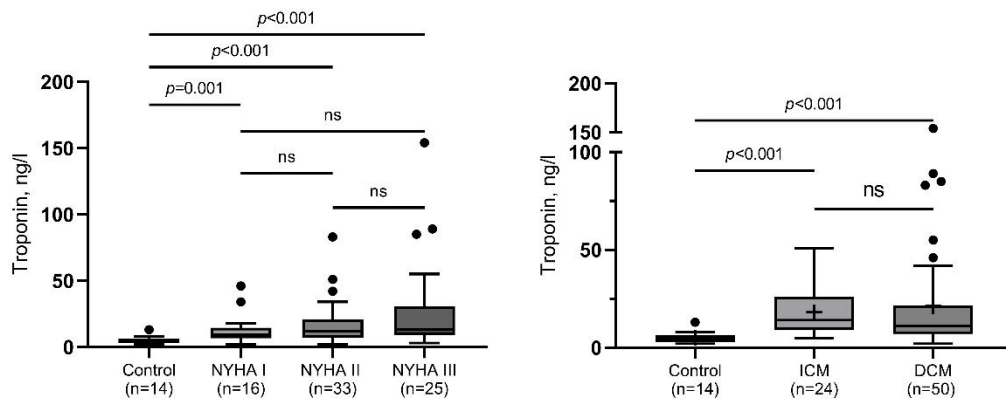 p<0.001
p<0.001
p=0.001
ns
ns
ns
Troponin, ng/l
200
150
100
50
0
Control
(n=14)
NYHA I
(n=16)
NYHA II
(n=33)
NYHA III
(n=25)
p<0.001
p<0.001
ns
Troponin, ng/l
200
150
100
50
0
Control
(n=14)
ICM
(n=24)
DCM
(n=50)